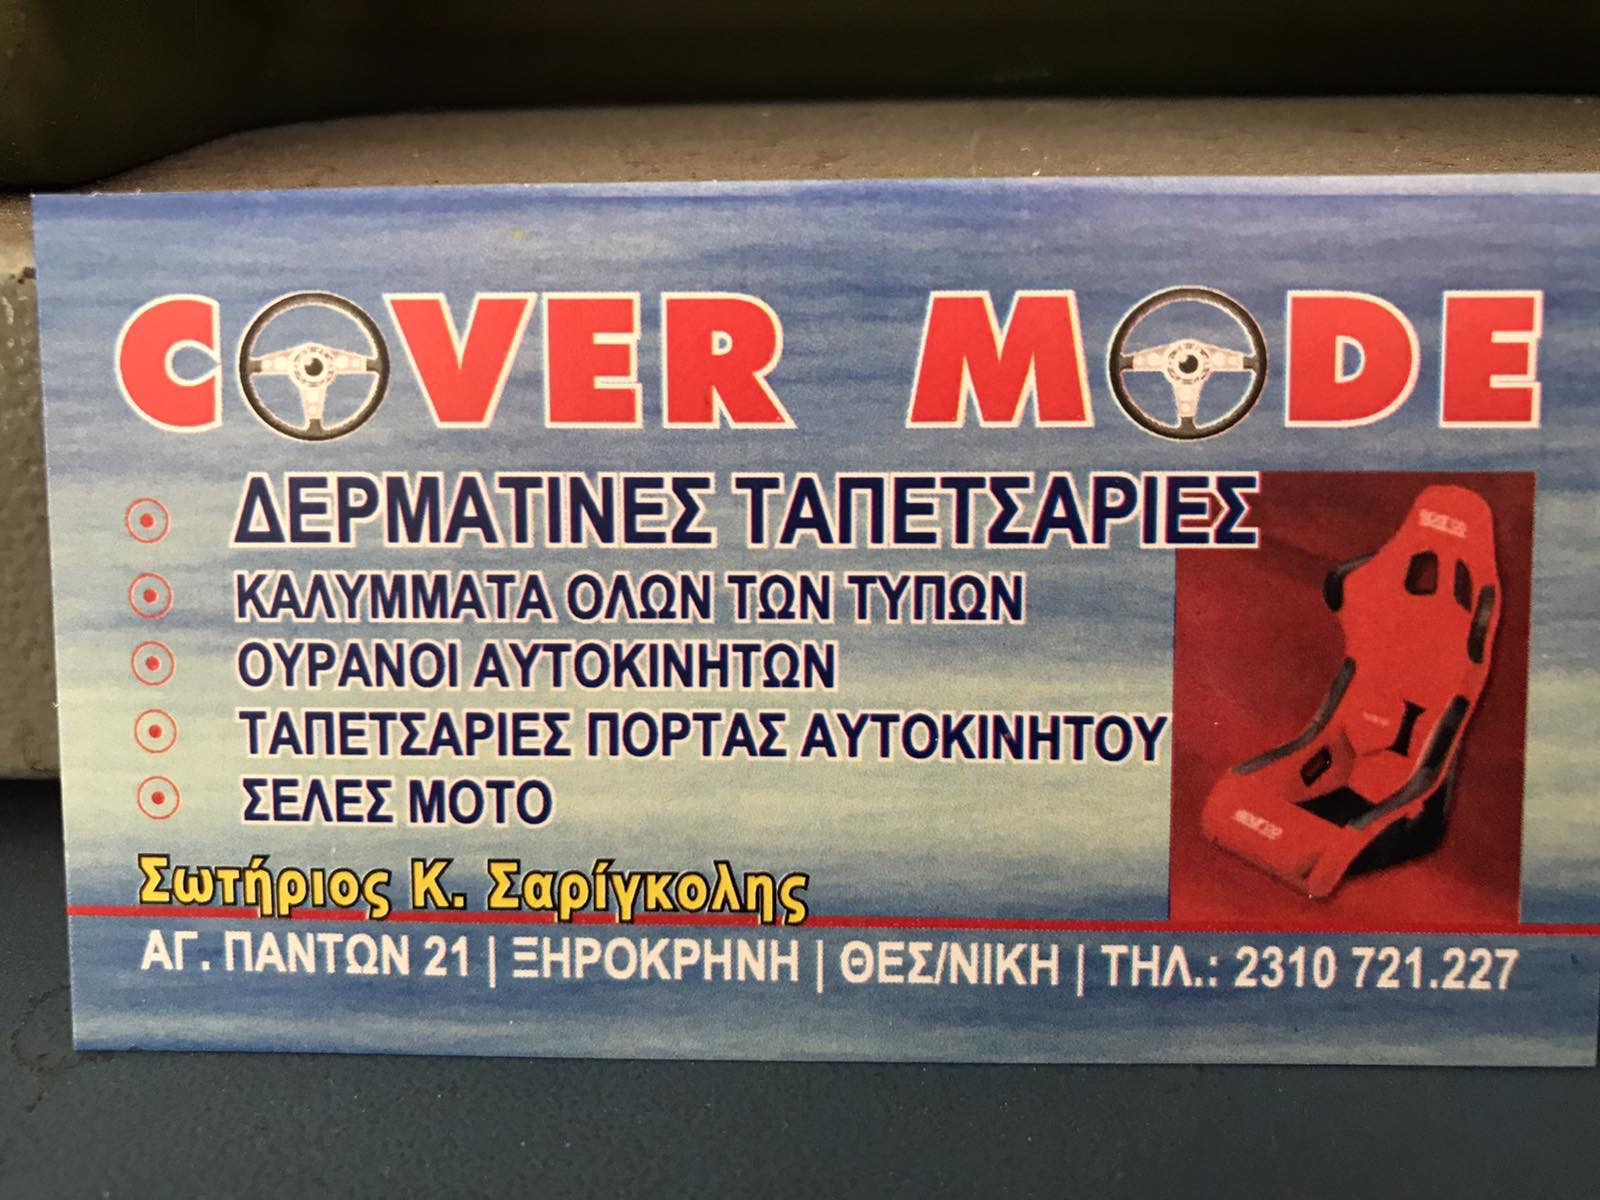 COVER MODE
ΔΕΡΜΑΤΙΝΕΣ ΤΑΠΕΤΣΑΡΙΕΣ
ΚΑΛΥΜΜΑΤΑ ΟΛΩΝ ΤΩΝ ΤΥΠΩΝ
ΟΥΡΑΝΟΙ ΑΥΤΟΚΙΝΗΤΩΝ
ΤΑΠΕΤΣΑΡΙΕΣ ΠΟΡΤΑΣ ΑΥΤΟΚΙΝΗΤΟΥ
ΣΕΛΕΣ ΜΟΤΟ
Σωτήριος Κ. Σαρίγκολης
ΑΓ. ΠΑΝΤΩΝ 21 | ΞΗΡΟΚΡΗΝΗ | ΘΕΣ/ΝΙΚΗ | ΤΗΛ.: 2310 721.227